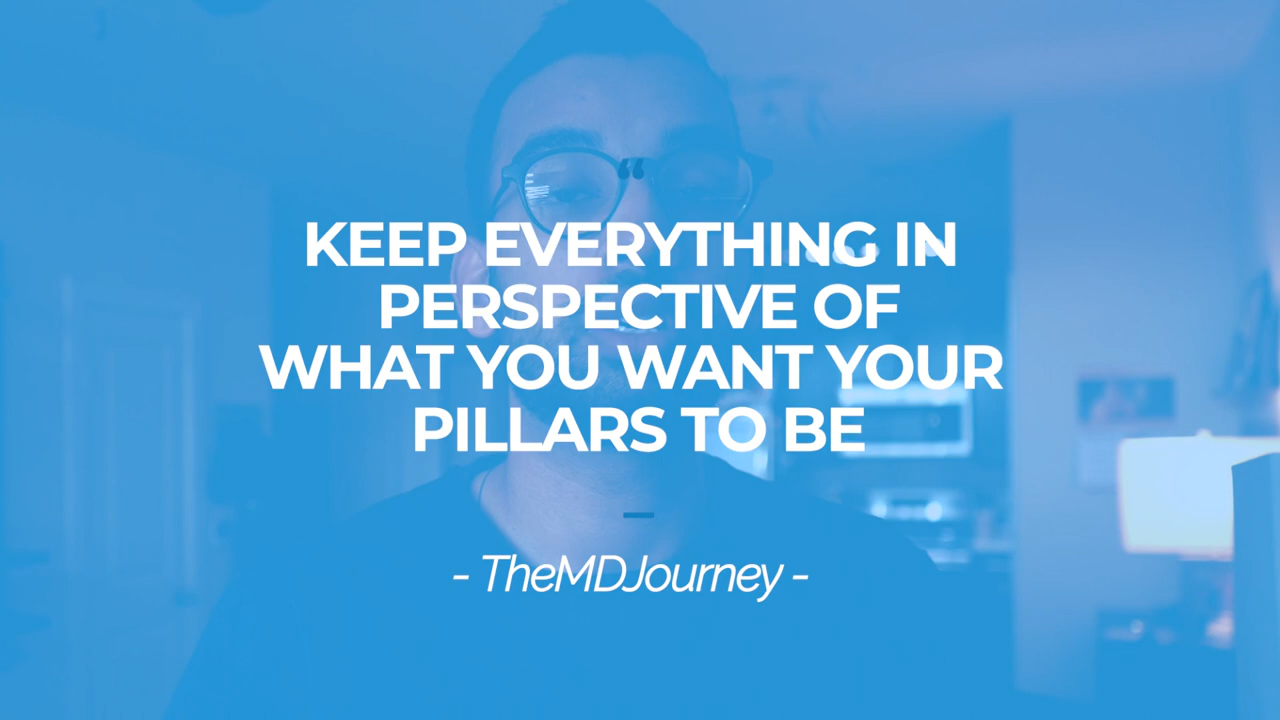 “
KEEP EVERYTHING IN
PERSPECTIVE OF
WHAT YOU WANT YOUR
PILLARS TO BE
- TheMDJourney -